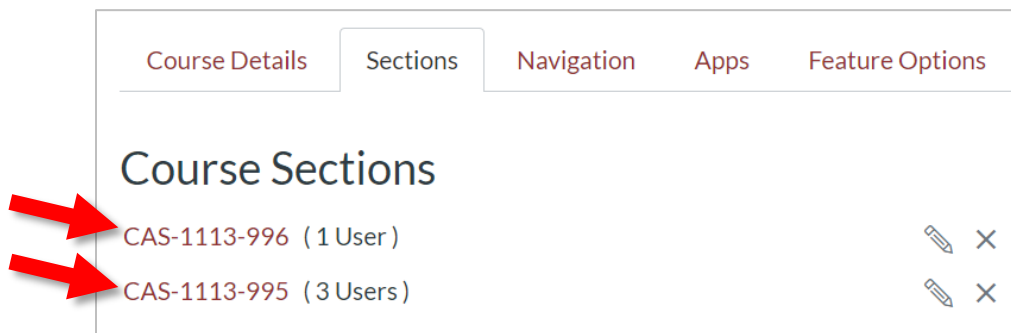 Course Details Sections Navigation Apps Feature Options
Course Sections
CAS-1113-996 ( 1 User )
CAS-1113-995 ( 3 Users )